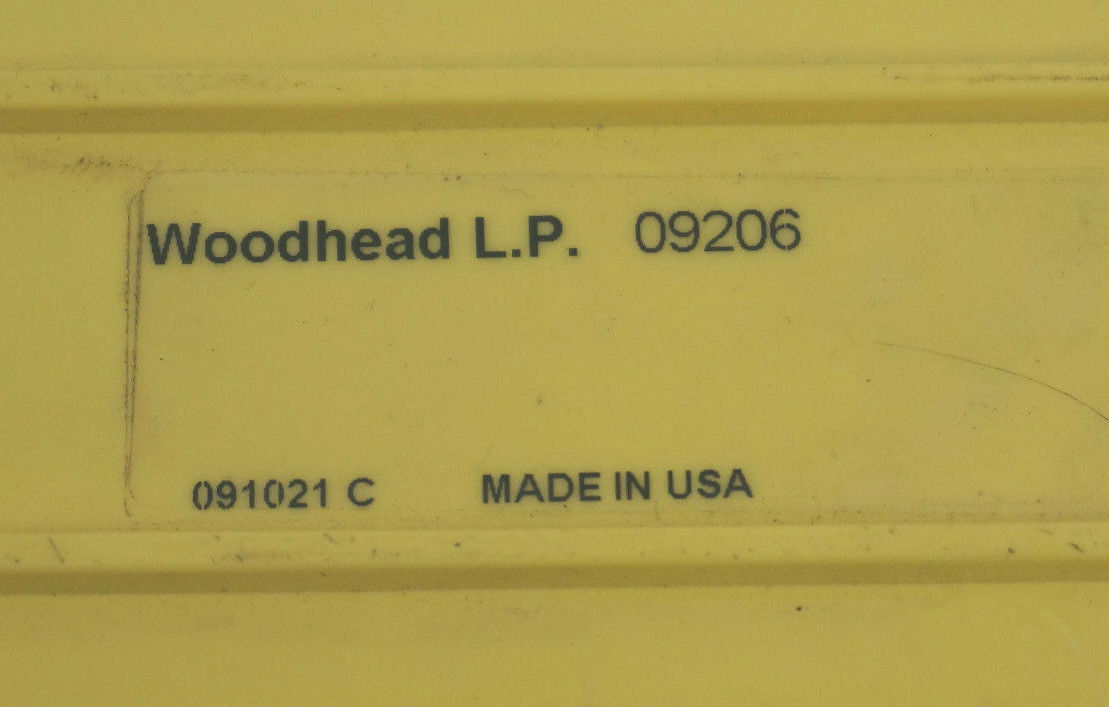 Woodhead L.P. 09206
091021 C MADE IN USA